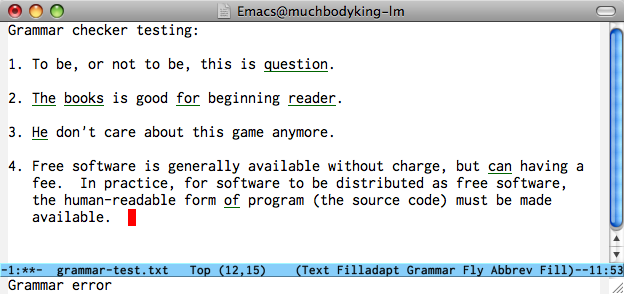 Emacs@muchbodyking-lm
Grammar checker testing:
1. To be, or not to be, this is question.
2. The books is good for beginning reader.
3. He don't care about this game anymore.
4. Free software is generally available without charge, but can having a
fee.  In practice, for software to be distributed as free software,
the human-readable form of program (the source code) must be made
available.
-1:**-  grammar-test.txt   Top (12,15)    (Text Filladapt Grammar Fly Abbrev Fill)--11:53
Grammar error